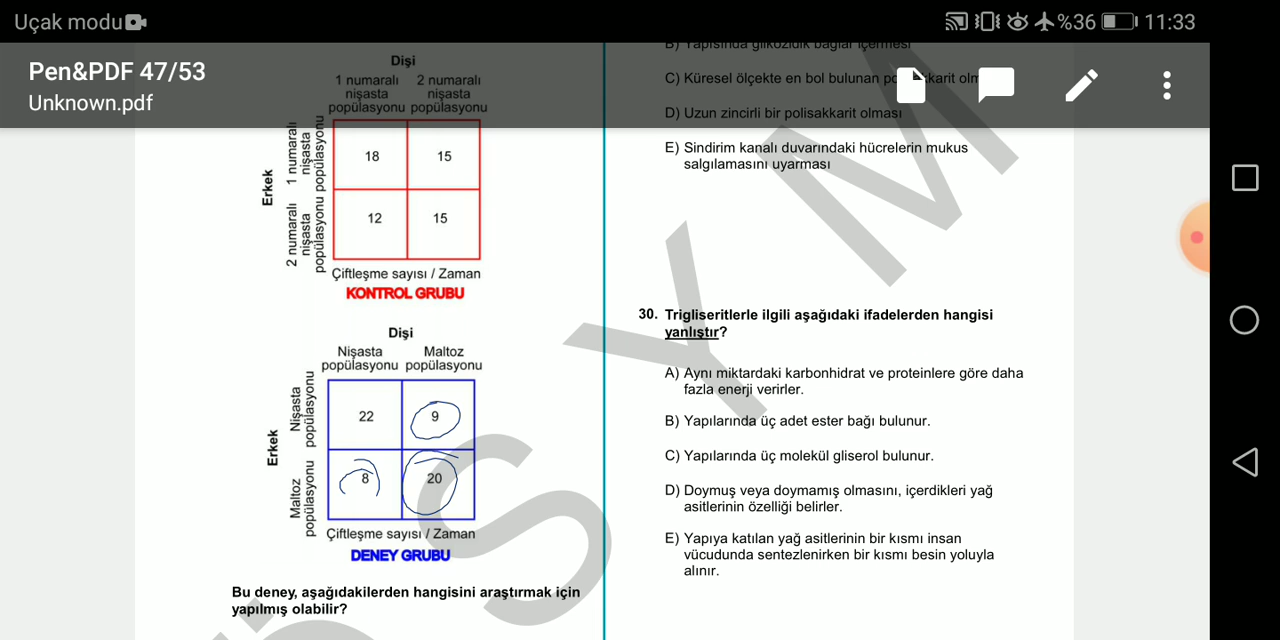 Uçak modu
%36 11:33
Pen&PDF 47/53
Unknown.pdf
Dişi
1 numaralı nişasta popülasyonu
2 numaralı nişasta popülasyonu
Erkek
1 numaralı nişasta popülasyonu
2 numaralı nişasta popülasyonu
18 15
12 15
Çiftleşme sayısı / Zaman
KONTROL GRUBU
Dişi
Nişasta popülasyonu
Maltoz popülasyonu
Erkek
Nişasta popülasyonu
Maltoz popülasyonu
22 9
8 20
Çiftleşme sayısı / Zaman
DENEY GRUBU
Bu deney, aşağıdakilerden hangisini araştırmak için
yapılmış olabilir?
B) Yapısında glikozidik bağlar içermesi
C) Küresel ölçekte en bol bulunan
D) Uzun zincirli bir polisakkarit olması
E) Sindirim kanalı duvarındaki hücrelerin mukus
salgılamasını uyarması
30. Trigliseritlerle ilgili aşağıdaki ifadelerden hangisi
yanlıştır?
A) Aynı miktardaki karbonhidrat ve proteinlere göre daha
fazla enerji verirler.
B) Yapılarında üç adet ester bağı bulunur.
C) Yapılarında üç molekül gliserol bulunur.
D) Doymuş veya doymamış olmasını, içerdikleri yağ
asitlerinin özelliği belirler.
E) Yapıya katılan yağ asitlerinin bir kısmı insan
vücudunda sentezlenirken bir kısmı besin yoluyla
alınır.
SYM